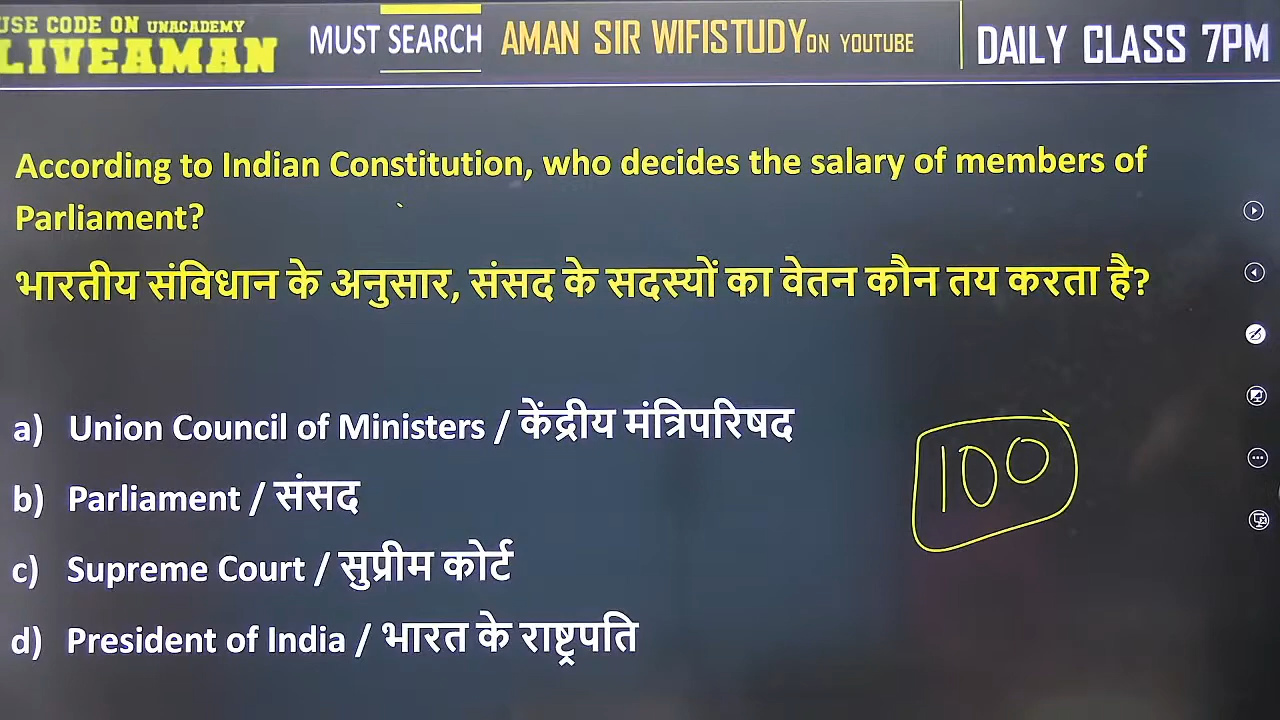 USE CODE ON UNACADEMY
LIVEAMAN
MUST SEARCH
AMAN SIR WIFISTUDY ON YOUTUBE
DAILY CLASS 7PM
According to Indian Constitution, who decides the salary of members of
Parliament?
भारतीय संविधान के अनुसार, संसद के सदस्यों का वेतन कौन तय करता है?
a) Union Council of Ministers / केंद्रीय मंत्रिपरिषद
b) Parliament / संसद
100
c) Supreme Court / सुप्रीम कोर्ट
d) President of India / भारत के राष्ट्रपति